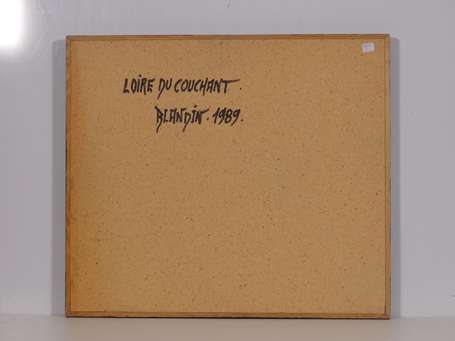 LOIRE DU COUCHANT.
BLANDIN. 1989.